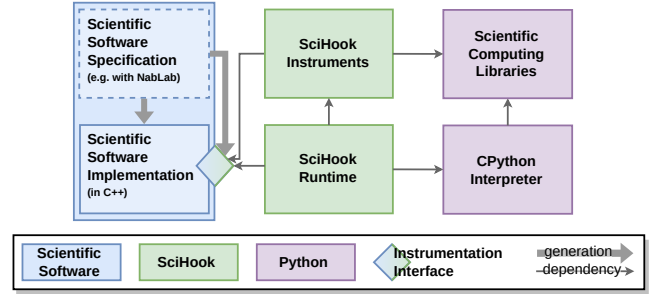 Scientific
Software
Specification
(e.g. with NabLab)
SciHook
Instruments
Scientific
Computing
Libraries
Scientific
Software
Implementation
(in C++)
SciHook
Runtime
CPython
Interpreter
Scientific
Software
SciHook
Python
Instrumentation
Interface
generation
dependency